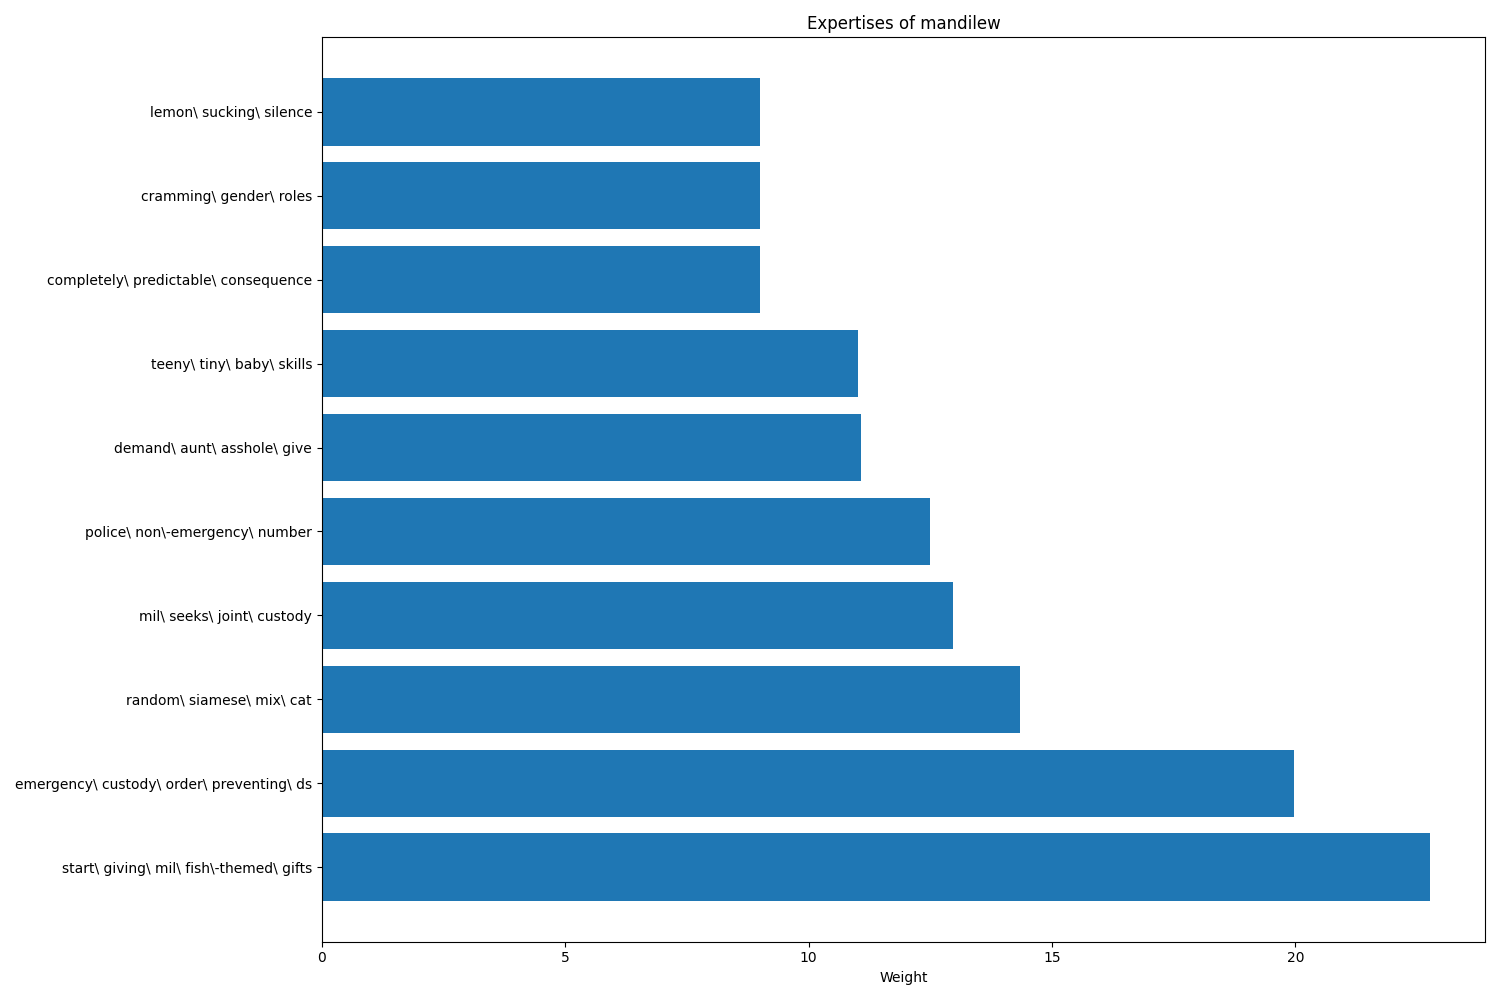 Expertises of mandilew
lemon\ sucking\ silence
cramming\ gender\ roles
completely\ predictable\ consequence
teeny\ tiny\ baby\ skills
demand\ aunt\ asshole\ give
police\ non\-emergency\ number
mil\ seeks\ joint\ custody
random\ siamese\ mix\ cat
emergency\ custody\ order\ preventing\ ds
start\ giving\ mil\ fish\-themed\ gifts
0 5 10 15 20
Weight